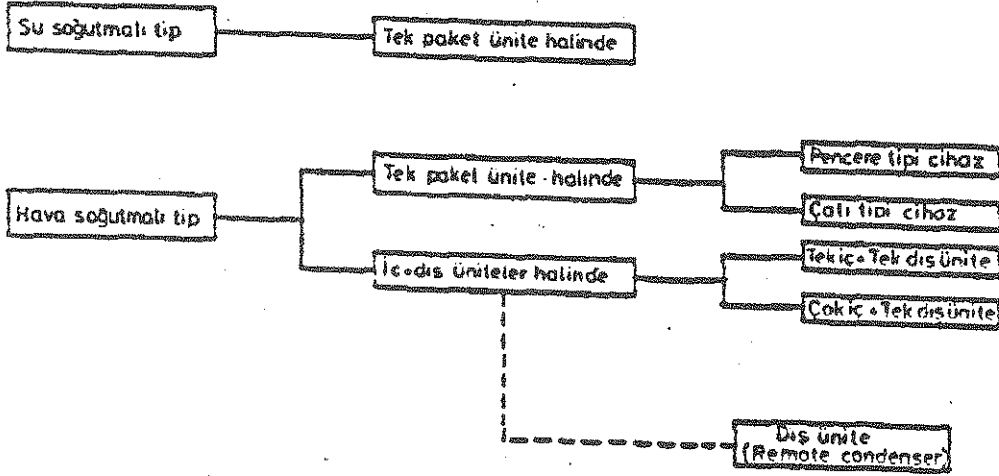 Su soğutmalı tip
Tek paket ünite halinde
Hava soğutmalı tip
Tek paket ünite halinde
Pencere tipi cihaz
Çatı tipi cihaz
İç+dış üniteler halinde
Tek iç+Tek dış ünite
Çok iç+Tek dış ünite
Dış ünite
(Remote condenser)